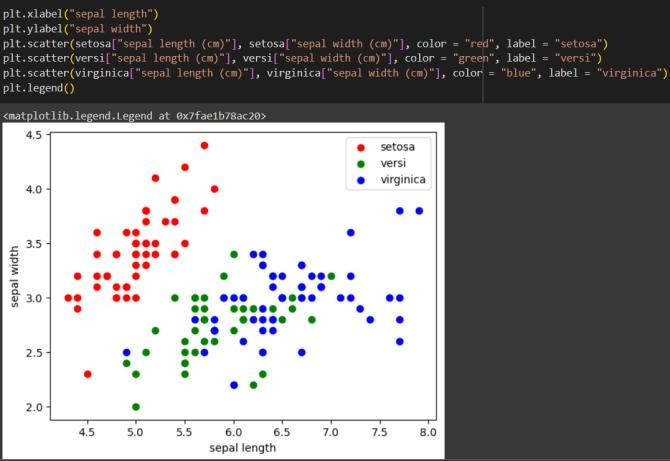 plt.xlabel("sepal length")
plt.ylabel("sepal width")
plt.scatter(setosa["sepal length (cm)"], setosa["sepal width (cm)"], color = "red", label = "setosa")
plt.scatter(versi["sepal length (cm)"], versi["sepal width (cm)"], color = "green", label = "versi")
plt.scatter(virginica["sepal length (cm)"], virginica["sepal width (cm)"], color = "blue", label = "virginica")
plt.legend()
<matplotlib.legend.Legend at 0x7fae1b78ac20>
setosa
versi
virginica
4.5
4.0
3.5
3.0
2.5
2.0
sepal width
4.5 5.0 5.5 6.0 6.5 7.0 7.5 8.0
sepal length